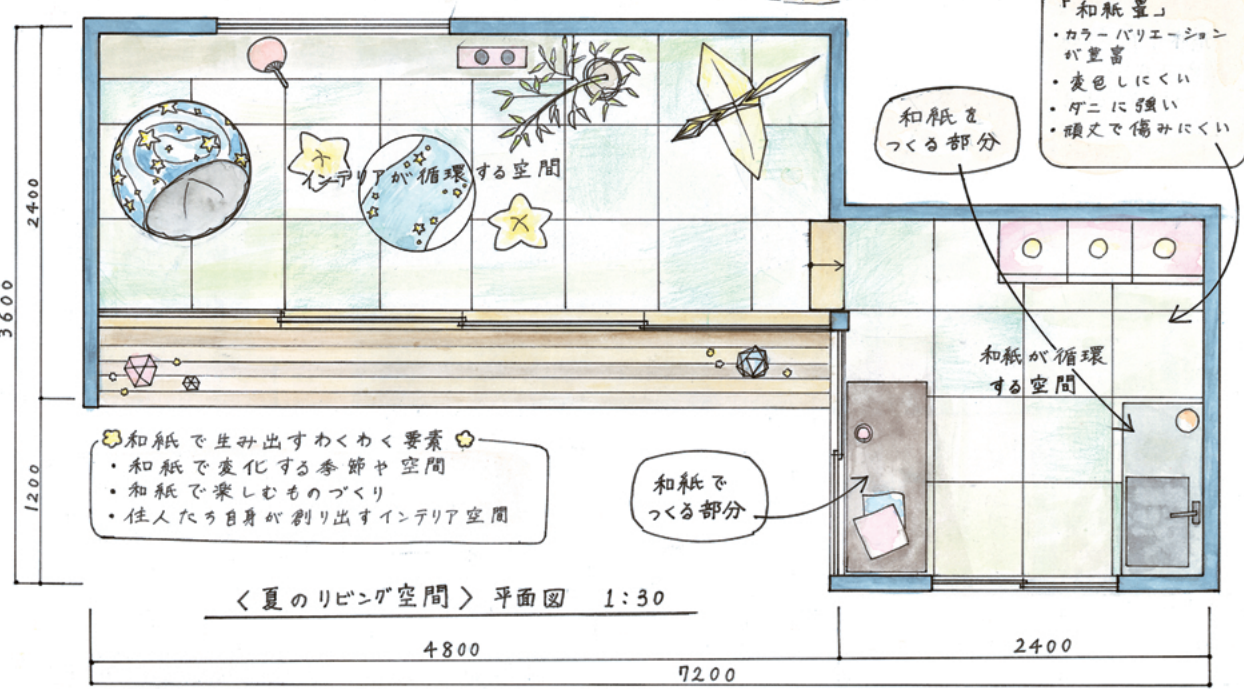 「和紙畳」
・カラーバリエーション
が豊富
・変色しにくい
・ダニに強い
・頑丈で傷みにくい
和紙を
つくる部分
インテリアが循環する空間
和紙が循環
する空間
和紙で生み出すわくわく要素
・和紙で変化する季節や空間
・和紙で楽しむものづくり
・住人たち自身が創り出すインテリア空間
和紙で
つくる部分
〈夏のリビング空間〉平面図 1:30
2400
3600
1200
4800
2400
7200